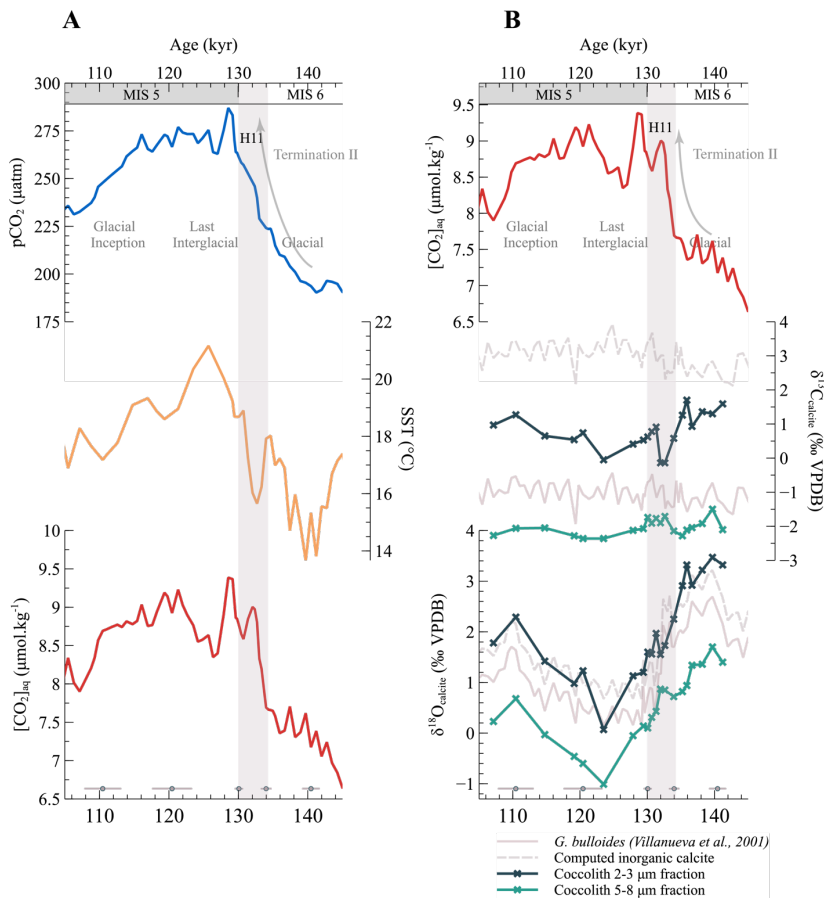 A
B
Age (kyr)
Age (kyr)
110 120 130 140
110 120 130 140
MIS 5
MIS 6
MIS 5
MIS 6
300
275
250
225
200
175
pCO₂ (µatm)
H11
Termination II
Glacial
Inception
Last
Interglacial
Glacial
9.5
9
8.5
8
7.5
7
6.5
[CO₂]aq (µmol.kg⁻¹)
H11
Termination II
Glacial
Inception
Last
Interglacial
Glacial
22
20
18
16
14
SST (°C)
4
3
2
1
0
−1
−2
−3
δ¹³Ccalcite
(‰ VPDB)
10
9.5
9
8.5
8
7.5
7
6.5
[CO₂]aq (µmol.kg⁻¹)
4
3
2
1
0
−1
δ¹⁸Ocalcite (‰ VPDB)
110 120 130 140
110 120 130 140
G. bulloides (Villanueva et al., 2001)
Computed inorganic calcite
Coccolith 2-3 µm fraction
Coccolith 5-8 µm fraction